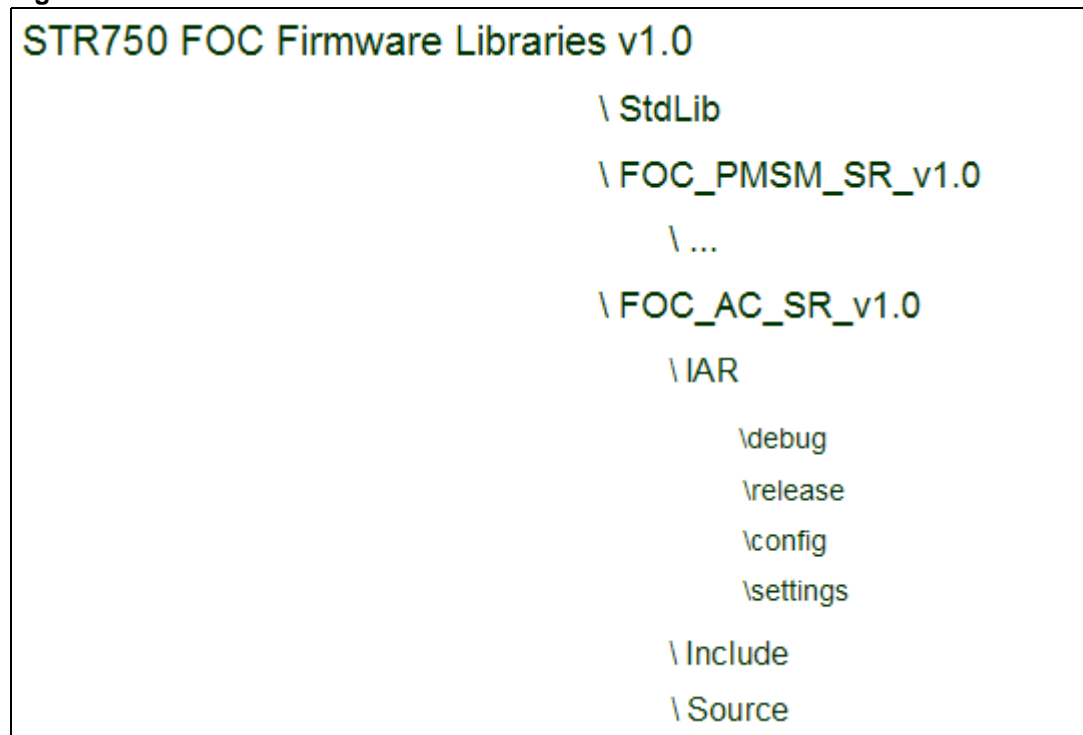 STR750 FOC Firmware Libraries v1.0
\ StdLib
\ FOC_PMSM_SR_v1.0
\ ...
\ FOC_AC_SR_v1.0
\ IAR
\debug
\release
\config
\settings
\ Include
\ Source